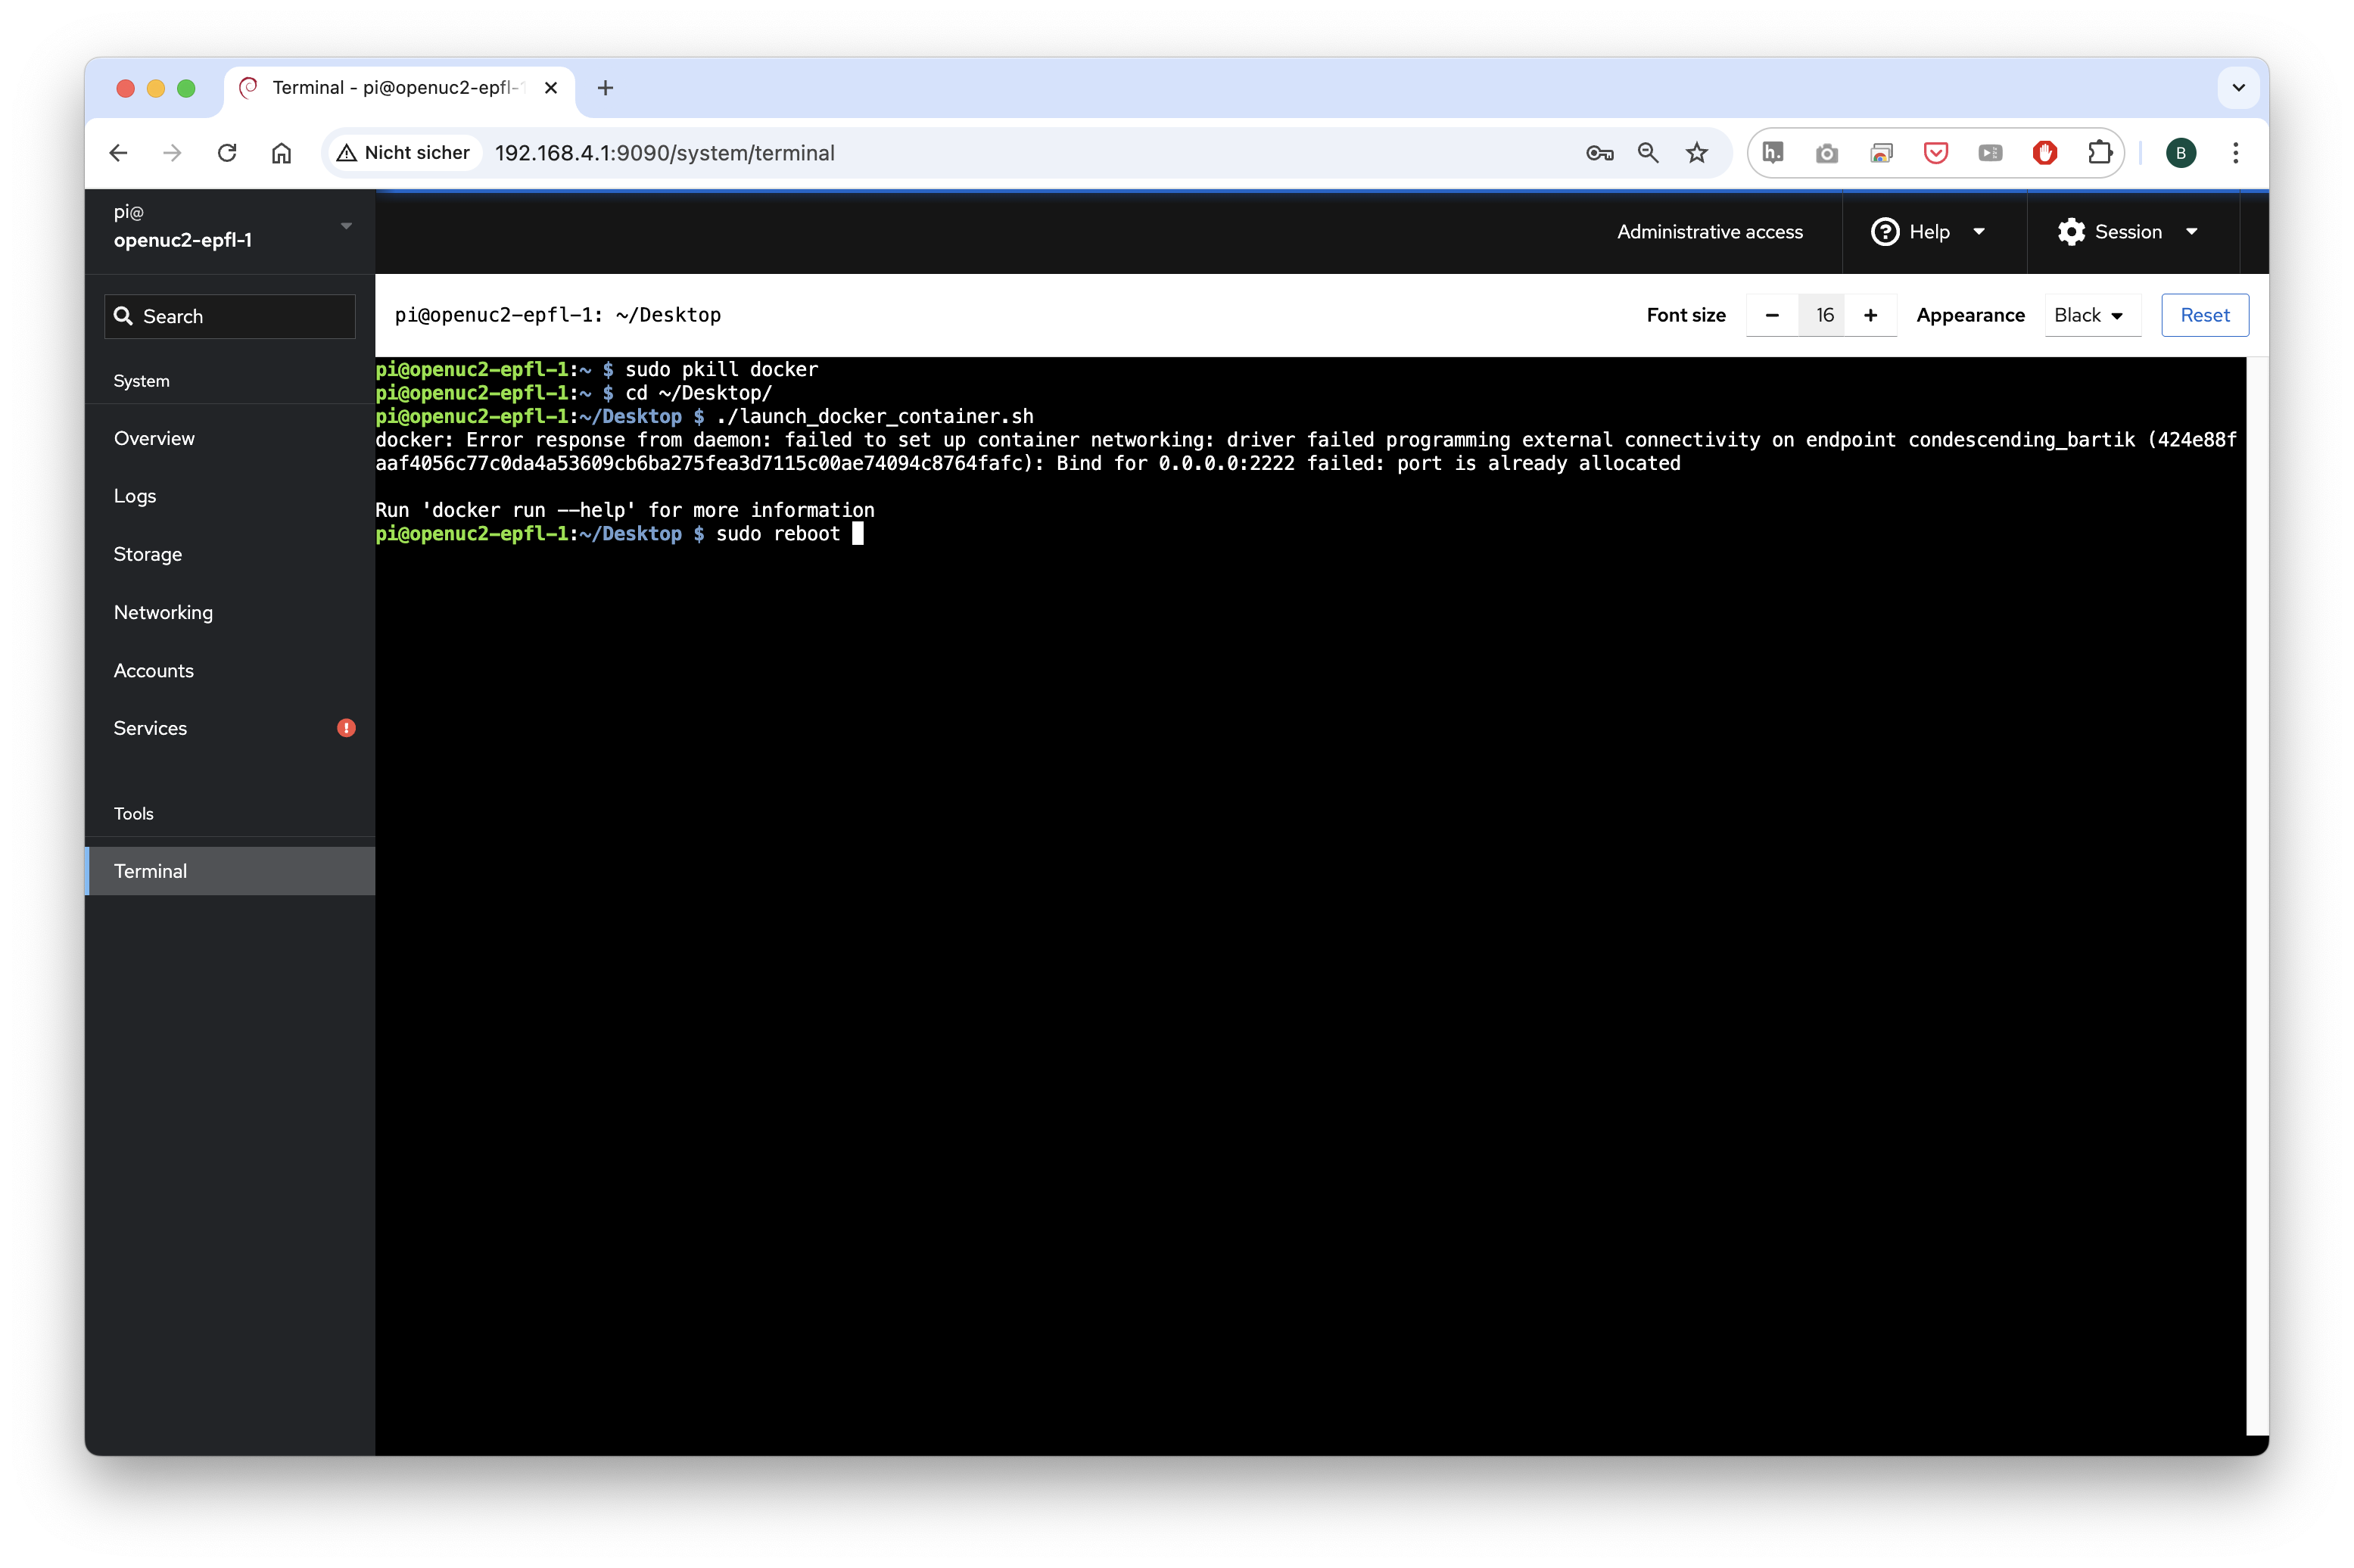 Terminal - pi@openuc2-epfl-1
Nicht sicher 192.168.4.1:9090/system/terminal
h. B
pi@
openuc2-epfl-1
Administrative access Help Session
Search
pi@openuc2-epfl-1: ~/Desktop Font size 16 Appearance Black Reset
System
Overview
Logs
Storage
Networking
Accounts
Services
Tools
Terminal
pi@openuc2-epfl-1:~ $ sudo pkill docker
pi@openuc2-epfl-1:~ $ cd ~/Desktop/
pi@openuc2-epfl-1:~/Desktop $ ./launch_docker_container.sh
docker: Error response from daemon: failed to set up container networking: driver failed programming external connectivity on endpoint condescending_bartik (424e88f
aaf4056c77c0da4a53609cb6ba275fea3d7115c00ae74094c8764fafc): Bind for 0.0.0.0:2222 failed: port is already allocated
Run 'docker run --help' for more information
pi@openuc2-epfl-1:~/Desktop $ sudo reboot